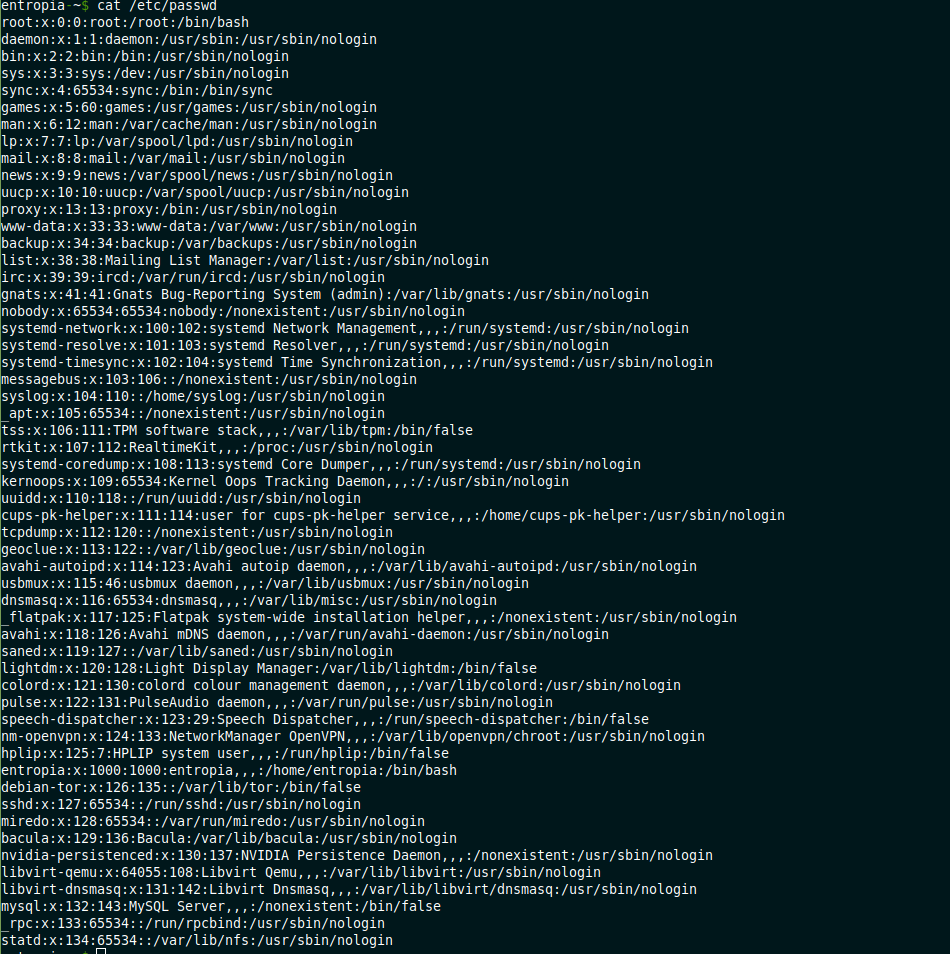 entropia-~$ cat /etc/passwd
root:x:0:0:root:/root:/bin/bash
daemon:x:1:1:daemon:/usr/sbin:/usr/sbin/nologin
bin:x:2:2:bin:/bin:/usr/sbin/nologin
sys:x:3:3:sys:/dev:/usr/sbin/nologin
sync:x:4:65534:sync:/bin:/bin/sync
games:x:5:60:games:/usr/games:/usr/sbin/nologin
man:x:6:12:man:/var/cache/man:/usr/sbin/nologin
lp:x:7:7:lp:/var/spool/lpd:/usr/sbin/nologin
mail:x:8:8:mail:/var/mail:/usr/sbin/nologin
news:x:9:9:news:/var/spool/news:/usr/sbin/nologin
uucp:x:10:10:uucp:/var/spool/uucp:/usr/sbin/nologin
proxy:x:13:13:proxy:/bin:/usr/sbin/nologin
www-data:x:33:33:www-data:/var/www:/usr/sbin/nologin
backup:x:34:34:backup:/var/backups:/usr/sbin/nologin
list:x:38:38:Mailing List Manager:/var/list:/usr/sbin/nologin
irc:x:39:39:ircd:/var/run/ircd:/usr/sbin/nologin
gnats:x:41:41:Gnats Bug-Reporting System (admin):/var/lib/gnats:/usr/sbin/nologin
nobody:x:65534:65534:nobody:/nonexistent:/usr/sbin/nologin
systemd-network:x:100:102:systemd Network Management,,,:/run/systemd:/usr/sbin/nologin
systemd-resolve:x:101:103:systemd Resolver,,,:/run/systemd:/usr/sbin/nologin
systemd-timesync:x:102:104:systemd Time Synchronization,,,:/run/systemd:/usr/sbin/nologin
messagebus:x:103:106::/nonexistent:/usr/sbin/nologin
syslog:x:104:110::/home/syslog:/usr/sbin/nologin
_apt:x:105:65534::/nonexistent:/usr/sbin/nologin
tss:x:106:111:TPM software stack,,,:/var/lib/tpm:/bin/false
rtkit:x:107:112:RealtimeKit,,,:/proc:/usr/sbin/nologin
systemd-coredump:x:108:113:systemd Core Dumper,,,:/run/systemd:/usr/sbin/nologin
kernoops:x:109:65534:Kernel Oops Tracking Daemon,,,:/:/usr/sbin/nologin
uuidd:x:110:118::/run/uuidd:/usr/sbin/nologin
cups-pk-helper:x:111:114:user for cups-pk-helper service,,,:/home/cups-pk-helper:/usr/sbin/nologin
tcpdump:x:112:120::/nonexistent:/usr/sbin/nologin
geoclue:x:113:122::/var/lib/geoclue:/usr/sbin/nologin
avahi-autoipd:x:114:123:Avahi autoip daemon,,,:/var/lib/avahi-autoipd:/usr/sbin/nologin
usbmux:x:115:46:usbmux daemon,,,:/var/lib/usbmux:/usr/sbin/nologin
dnsmasq:x:116:65534:dnsmasq,,,:/var/lib/misc:/usr/sbin/nologin
_flatpak:x:117:125:Flatpak system-wide installation helper,,,:/nonexistent:/usr/sbin/nologin
avahi:x:118:126:Avahi mDNS daemon,,,:/var/run/avahi-daemon:/usr/sbin/nologin
saned:x:119:127::/var/lib/saned:/usr/sbin/nologin
lightdm:x:120:128:Light Display Manager:/var/lib/lightdm:/bin/false
colord:x:121:130:colord colour management daemon,,,:/var/lib/colord:/usr/sbin/nologin
pulse:x:122:131:PulseAudio daemon,,,:/var/run/pulse:/usr/sbin/nologin
speech-dispatcher:x:123:29:Speech Dispatcher,,,:/run/speech-dispatcher:/bin/false
nm-openvpn:x:124:133:NetworkManager OpenVPN,,,:/var/lib/openvpn/chroot:/usr/sbin/nologin
hplip:x:125:7:HPLIP system user,,,:/run/hplip:/bin/false
entropia:x:1000:1000:entropia,,,:/home/entropia:/bin/bash
debian-tor:x:126:135::/var/lib/tor:/bin/false
sshd:x:127:65534::/run/sshd:/usr/sbin/nologin
miredo:x:128:65534::/var/run/miredo:/usr/sbin/nologin
bacula:x:129:136:Bacula:/var/lib/bacula:/usr/sbin/nologin
nvidia-persistenced:x:130:137:NVIDIA Persistence Daemon,,,:/nonexistent:/usr/sbin/nologin
libvirt-qemu:x:64055:108:Libvirt Qemu,,,:/var/lib/libvirt:/usr/sbin/nologin
libvirt-dnsmasq:x:131:142:Libvirt Dnsmasq,,,:/var/lib/libvirt/dnsmasq:/usr/sbin/nologin
mysql:x:132:143:MySQL Server,,,:/nonexistent:/bin/false
_rpc:x:133:65534::/run/rpcbind:/usr/sbin/nologin
statd:x:134:65534::/var/lib/nfs:/usr/sbin/nologin